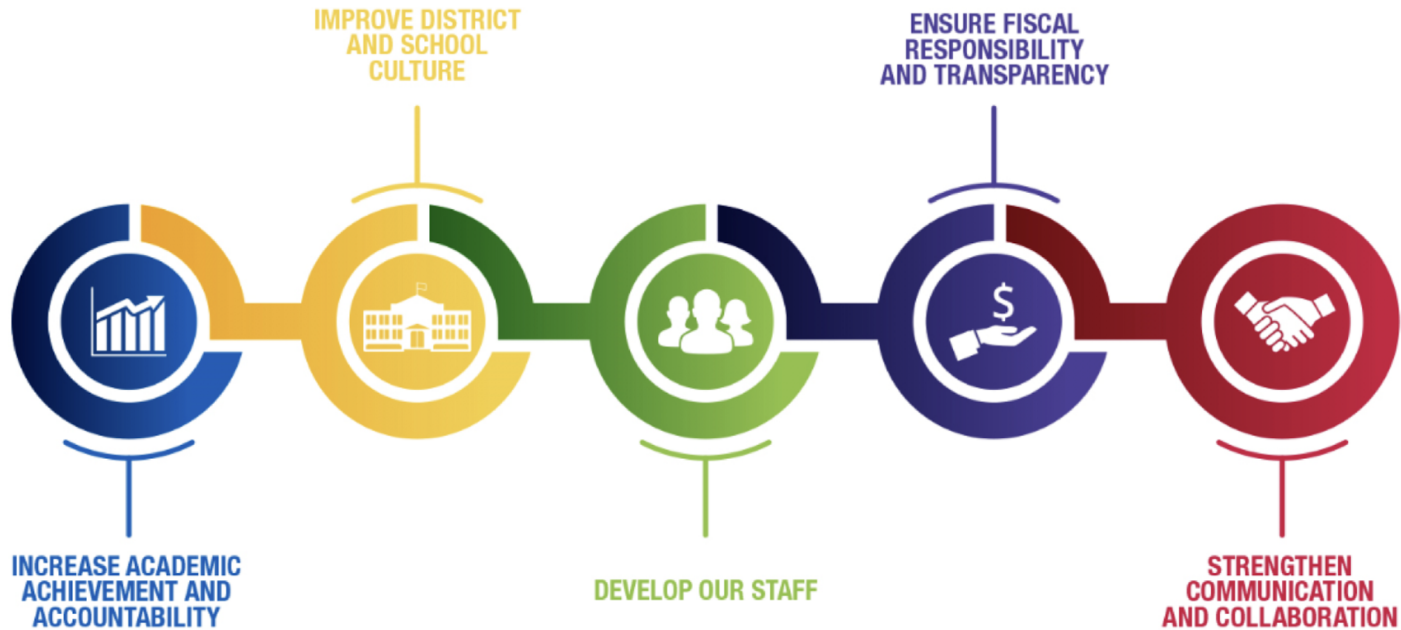 IMPROVE DISTRICT
AND SCHOOL
CULTURE
ENSURE FISCAL
RESPONSIBILITY
AND TRANSPARENCY
$
INCREASE ACADEMIC
ACHIEVEMENT AND
ACCOUNTABILITY
DEVELOP OUR STAFF
STRENGTHEN
COMMUNICATION
AND COLLABORATION